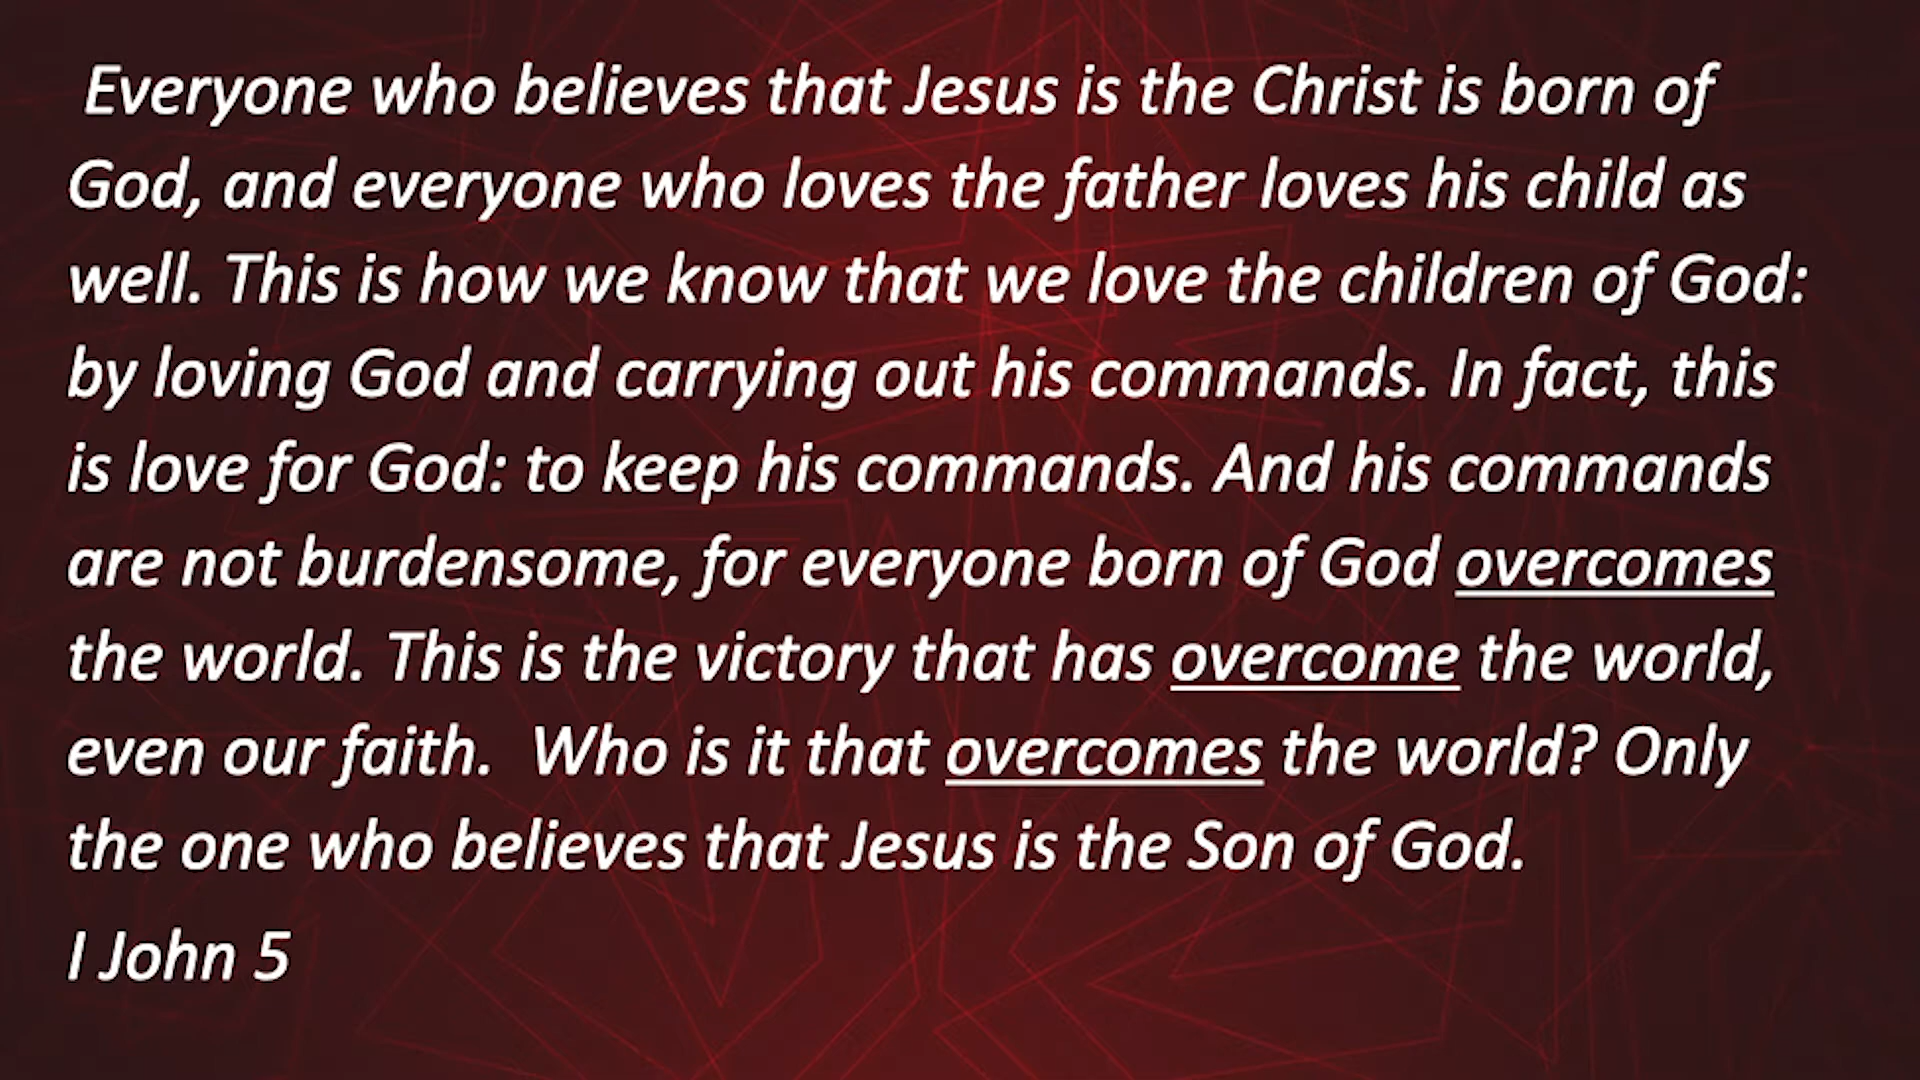 Everyone who believes that Jesus is the Christ is born of
God, and everyone who loves the father loves his child as
well. This is how we know that we love the children of God:
by loving God and carrying out his commands. In fact, this
is love for God: to keep his commands. And his commands
are not burdensome, for everyone born of God overcomes
the world. This is the victory that has overcome the world,
even our faith.  Who is it that overcomes the world? Only
the one who believes that Jesus is the Son of God.
I John 5